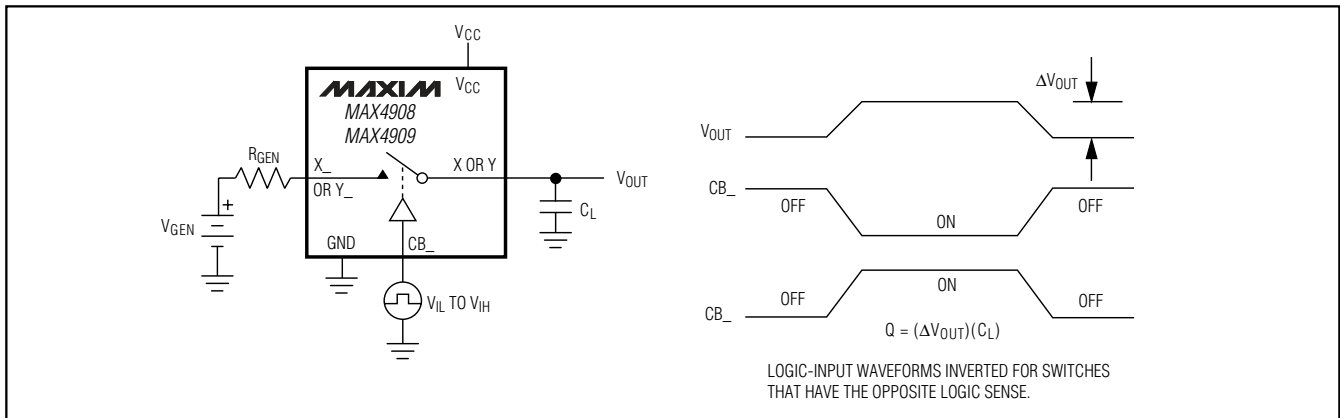 VCC
MAXIM
VCC
MAX4908
MAX4909
RGEN
X_
OR Y_
X OR Y
VOUT
CL
VGEN
+
GND
CB_
VIL TO VIH
ΔVOUT
VOUT
CB_
OFF
ON
OFF
CB_
OFF
ON
OFF
Q = (ΔVOUT)(CL)
LOGIC-INPUT WAVEFORMS INVERTED FOR SWITCHES
THAT HAVE THE OPPOSITE LOGIC SENSE.